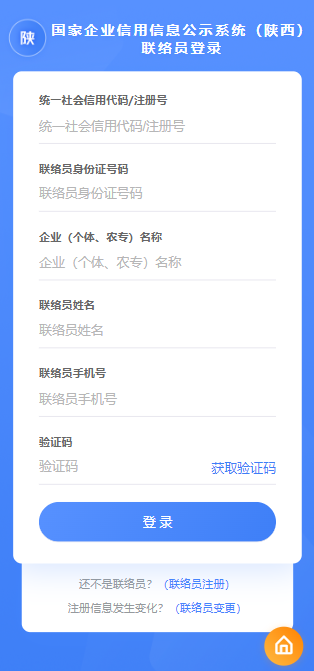 陕
国家企业信用信息公示系统（陕西）
联络员登录
统一社会信用代码/注册号
统一社会信用代码/注册号
联络员身份证号码
联络员身份证号码
企业（个体、农专）名称
企业（个体、农专）名称
联络员姓名
联络员姓名
联络员手机号
联络员手机号
验证码
验证码 获取验证码
登录
还不是联络员？（联络员注册）
注册信息发生变化？（联络员变更）